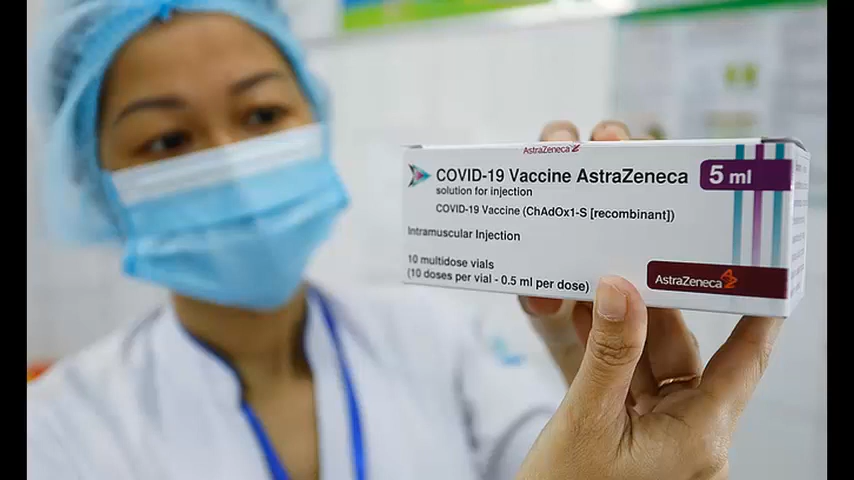 AstraZeneca
COVID-19 Vaccine AstraZeneca
5 ml
solution for injection
COVID-19 Vaccine (ChAdOx1-S [recombinant])
Intramuscular Injection
10 multidose vials
(10 doses per vial - 0.5 ml per dose)
AstraZeneca